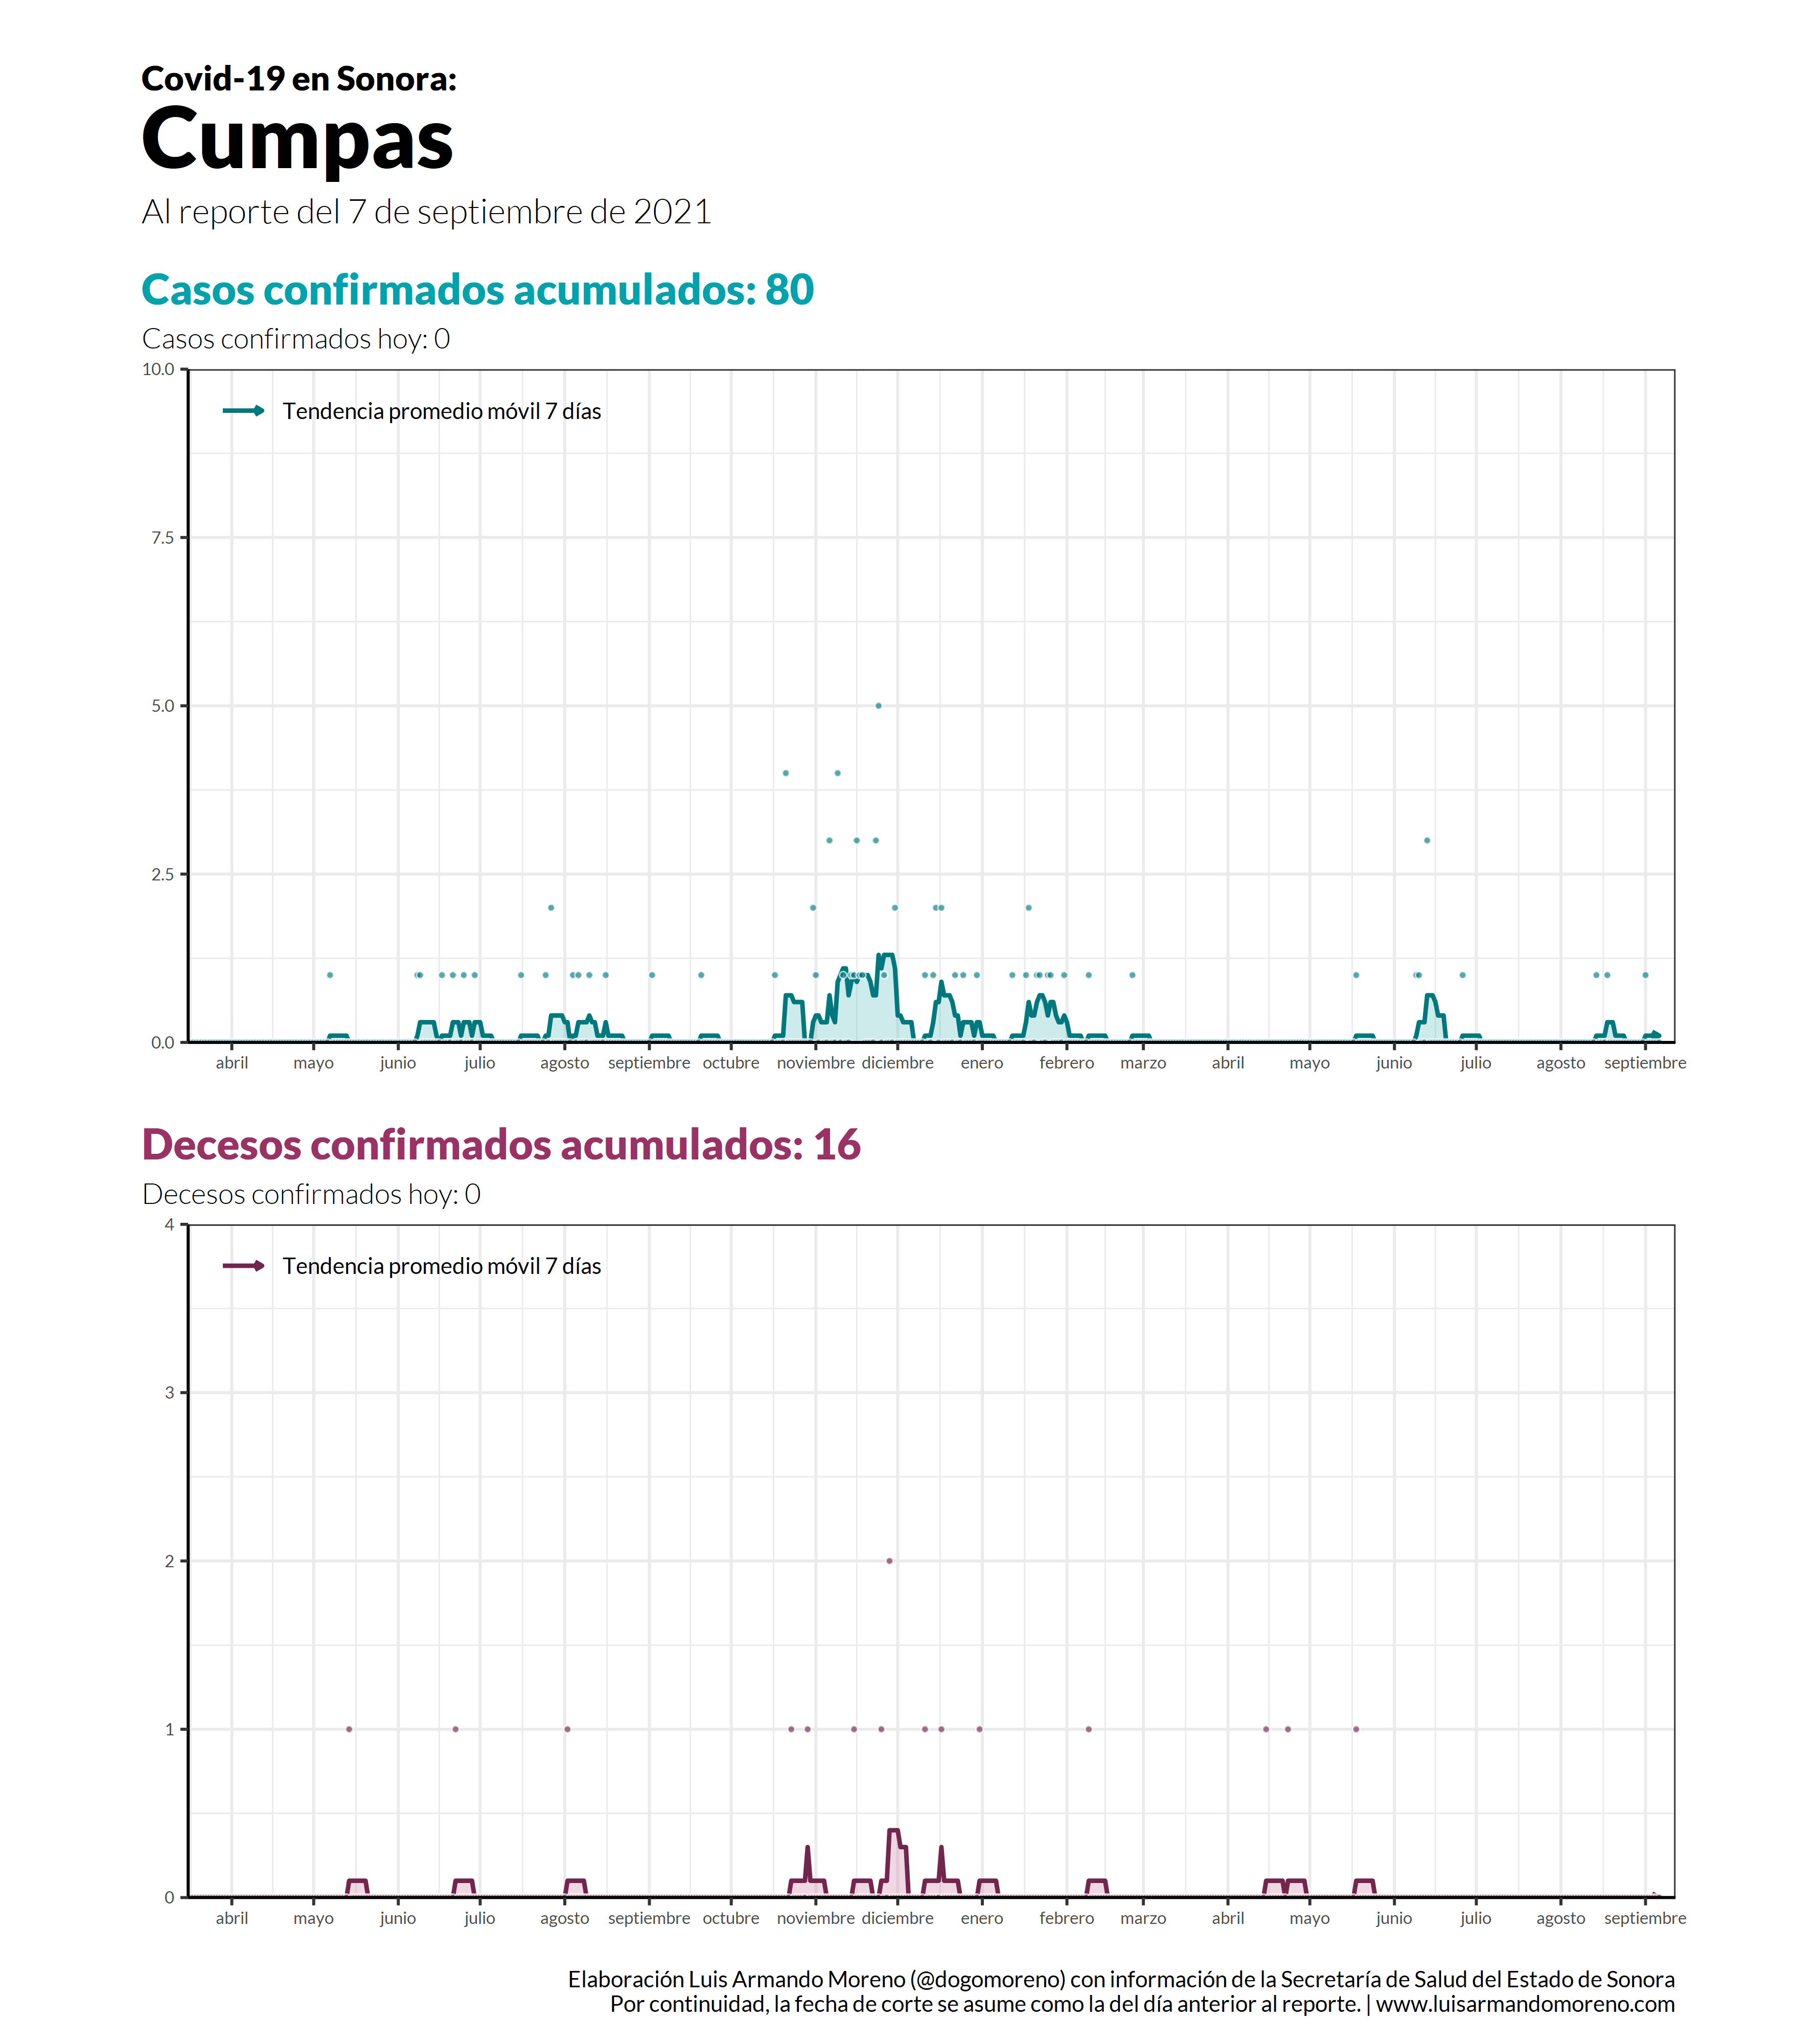 Covid-19 en Sonora:
Cumpas
Al reporte del 7 de septiembre de 2021
Casos confirmados acumulados: 80
Casos confirmados hoy: 0
10.0
Tendencia promedio móvil 7 días
7.5
5.0
2.5
0.0
abril mayo junio julio agosto septiembre octubre noviembre diciembre enero febrero marzo abril mayo junio julio agosto septiembre
Decesos confirmados acumulados: 16
Decesos confirmados hoy: 0
4
Tendencia promedio móvil 7 días
3
2
1
0
abril mayo junio julio agosto septiembre octubre noviembre diciembre enero febrero marzo abril mayo junio julio agosto septiembre
Elaboración Luis Armando Moreno (@dogomoreno) con información de la Secretaría de Salud del Estado de Sonora
Por continuidad, la fecha de corte se asume como la del día anterior al reporte. | www.luisarmandomoreno.com